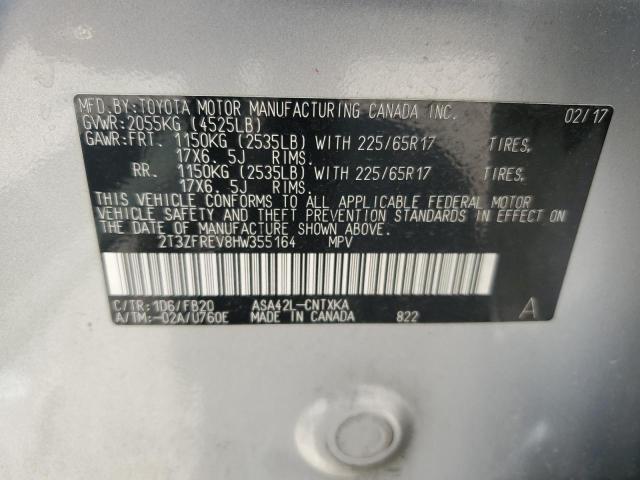 MFD.BY:TOYOTA MOTOR MANUFACTURING CANADA INC. 02/17
GVWR:2055KG (4525LB)
GAWR:FRT. 1150KG (2535LB) WITH 225/65R17 TIRES,
17X6. 5J RIMS.
RR. 1150KG (2535LB) WITH 225/65R17 TIRES,
17X6. 5J RIMS.
THIS VEHICLE CONFORMS TO ALL APPLICABLE FEDERAL MOTOR
VEHICLE SAFETY AND THEFT PREVENTION STANDARDS IN EFFECT
ON THE DATE OF MANUFACTURE SHOWN ABOVE.
2T3ZFREV8HW355164 MPV
C/TR:1D6/FB20 ASA42L-CNTXKA A
A/TM:-02A/U760E MADE IN CANADA 822